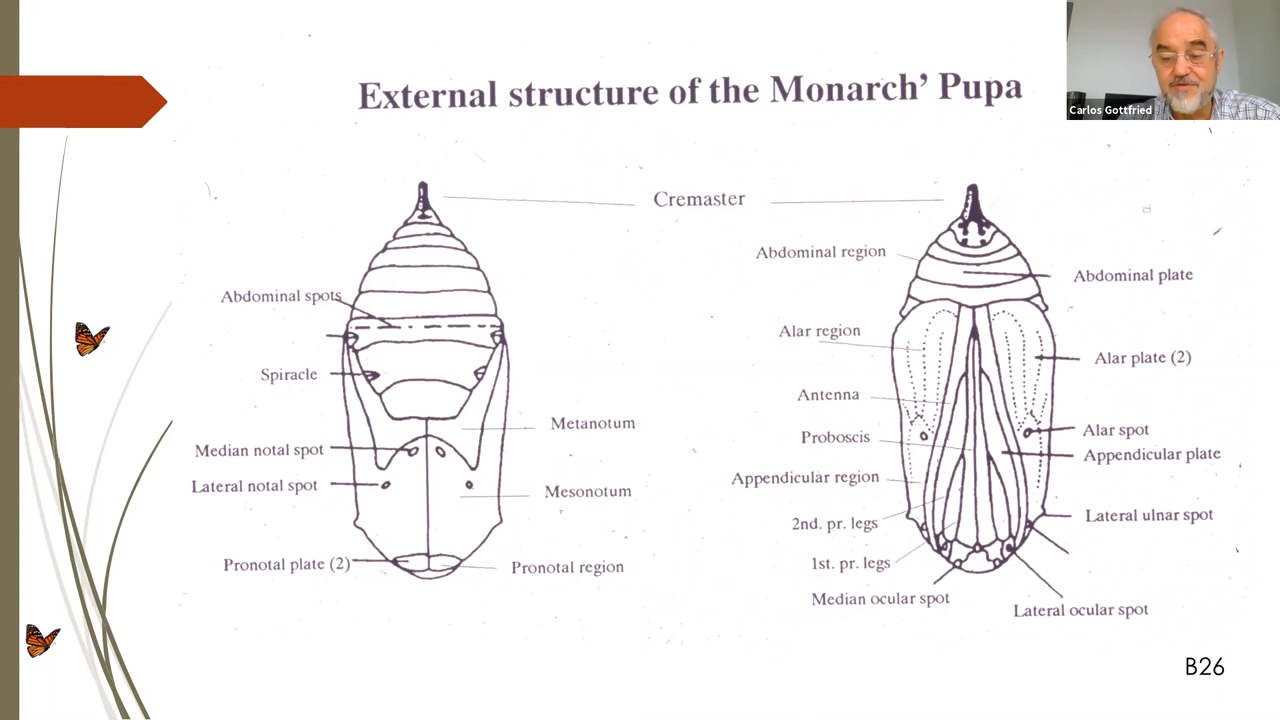 External structure of the Monarch’ Pupa
Carlos Gottfried
Cremaster
Abdominal spots
Spiracle
Median notal spot
Lateral notal spot
Pronotal plate (2)
Metanotum
Mesonotum
Pronotal region
Abdominal region
Alar region
Antenna
Proboscis
Appendicular region
2nd. pr. legs
1st. pr. legs
Median ocular spot
Abdominal plate
Alar plate (2)
Alar spot
Appendicular plate
Lateral ulnar spot
Lateral ocular spot
B26